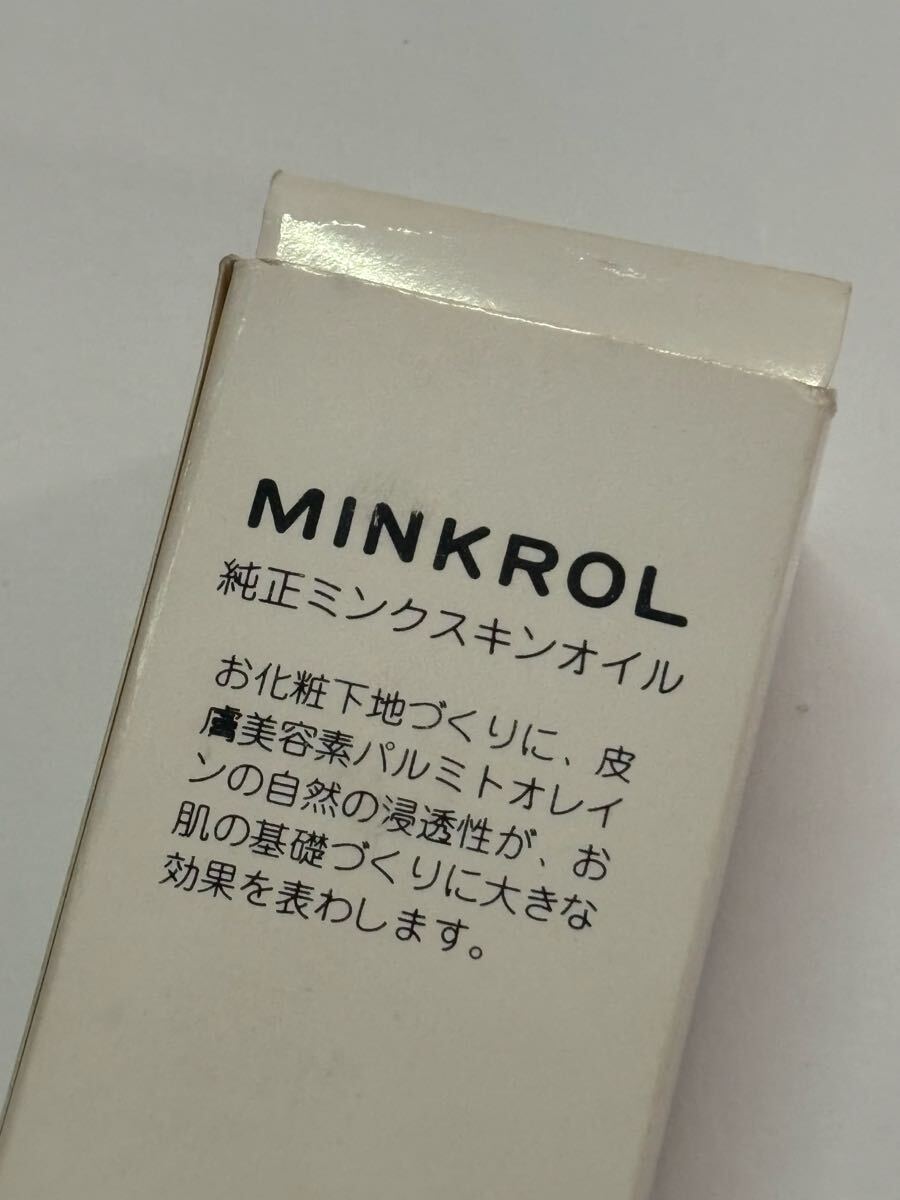 MINKROL
純正ミンクスキンオイル
お化粧下地づくりに、皮
膚美容素パルミトオレイ
ンの自然の浸透性が、お
肌の基礎づくりに大きな
効果を表わします。